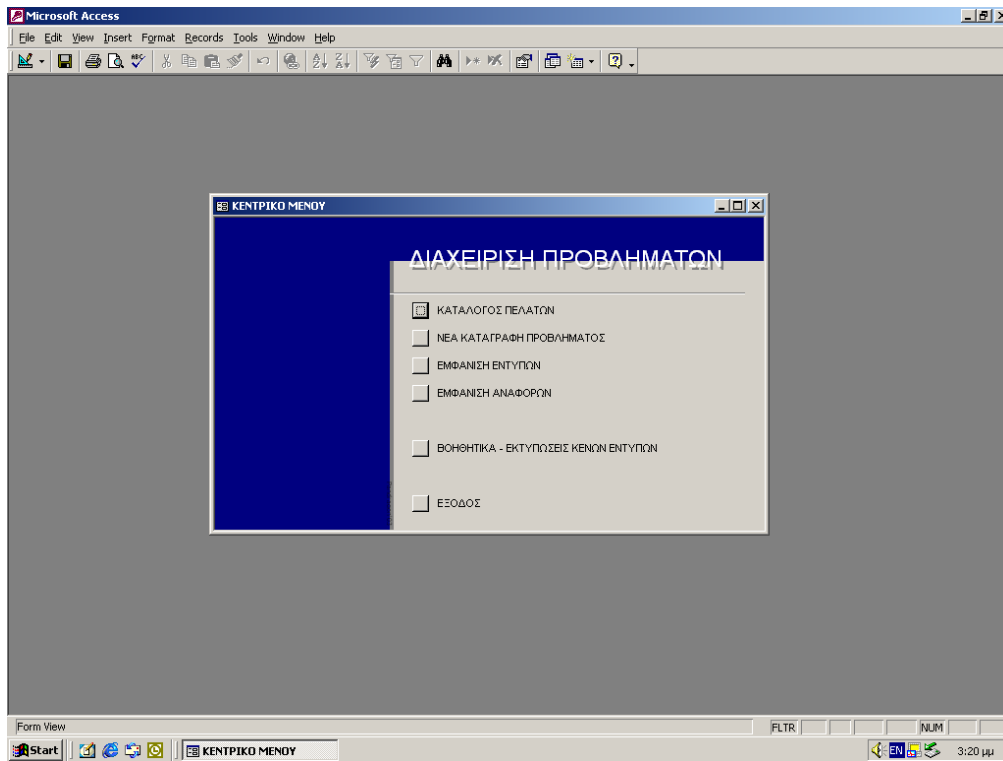 Microsoft Access
File Edit View Insert Format Records Tools Window Help
ΚΕΝΤΡΙΚΟ ΜΕΝΟΥ
ΔΙΑΧΕΙΡΙΣΗ ΠΡΟΒΛΗΜΑΤΩΝ
ΚΑΤΑΛΟΓΟΣ ΠΕΛΑΤΩΝ
ΝΕΑ ΚΑΤΑΓΡΑΦΗ ΠΡΟΒΛΗΜΑΤΟΣ
ΕΜΦΑΝΙΣΗ ΕΝΤΥΠΩΝ
ΕΜΦΑΝΙΣΗ ΑΝΑΦΟΡΩΝ
ΒΟΗΘΗΤΙΚΑ - ΕΚΤΥΠΩΣΕΙΣ ΚΕΝΩΝ ΕΝΤΥΠΩΝ
ΕΞΟΔΟΣ
Form View FLTR NUM
Start ΚΕΝΤΡΙΚΟ ΜΕΝΟΥ EN 3:20 μμ